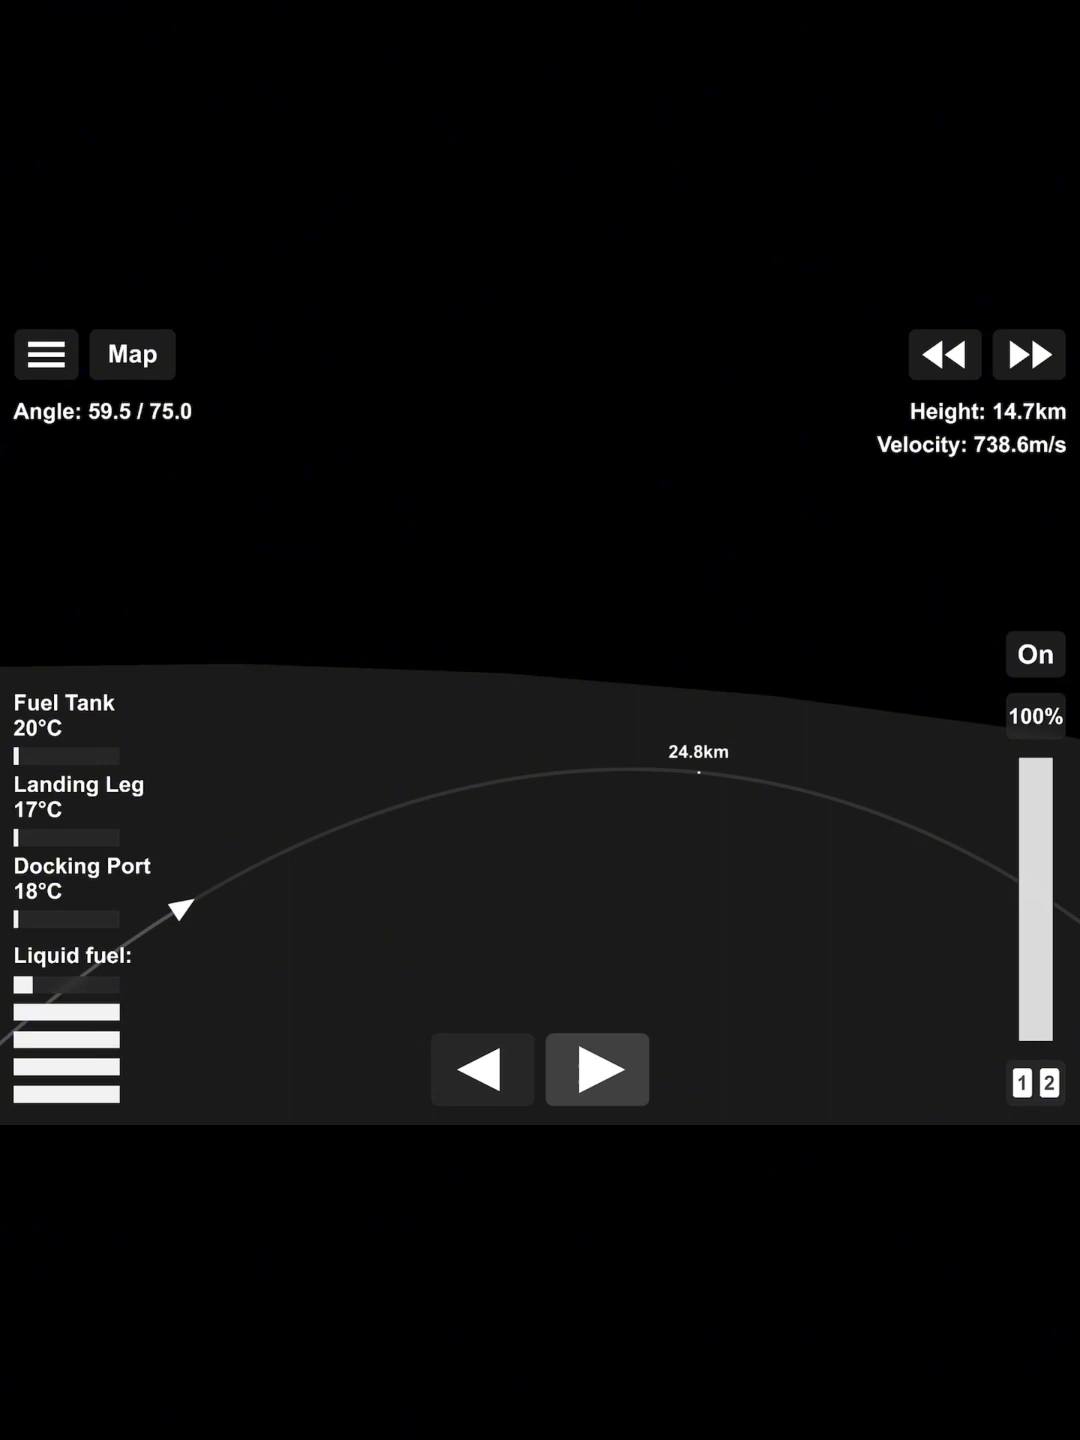 Map
Angle: 59.5 / 75.0
Height: 14.7km
Velocity: 738.6m/s
On
100%
Fuel Tank
20°C
24.8km
Landing Leg
17°C
Docking Port
18°C
Liquid fuel:
1 2